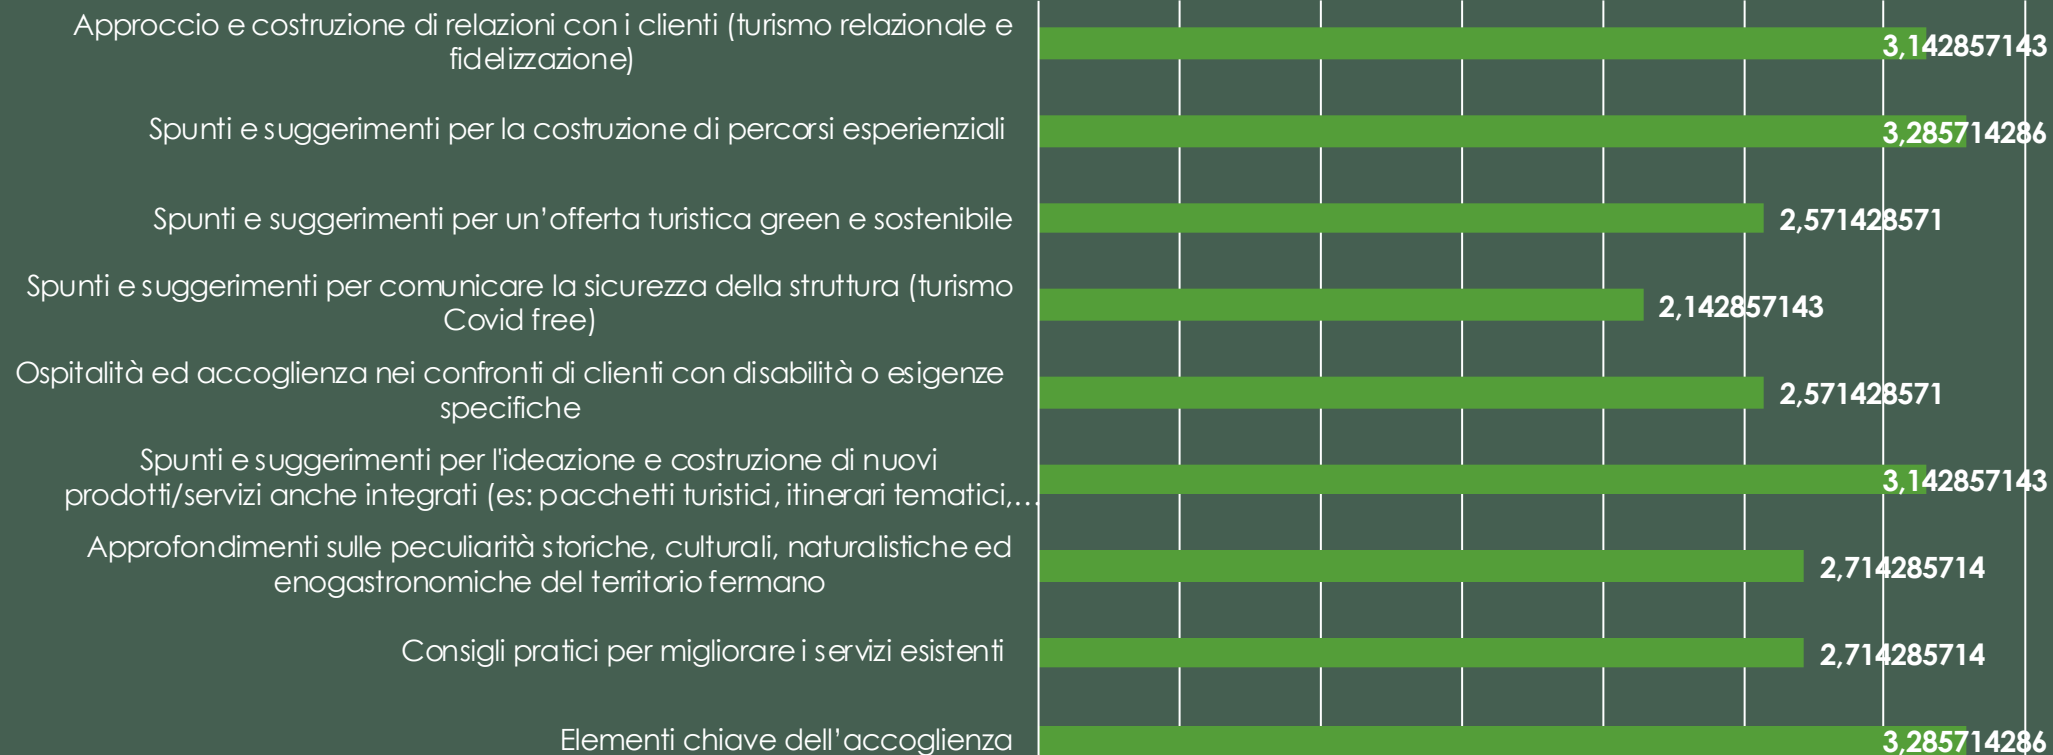 Approccio e costruzione di relazioni con i clienti (turismo relazionale e
fidelizzazione)
3,142857143
Spunti e suggerimenti per la costruzione di percorsi esperienziali
3,285714286
Spunti e suggerimenti per un’offerta turistica green e sostenibile
2,571428571
Spunti e suggerimenti per comunicare la sicurezza della struttura (turismo
Covid free)
2,142857143
Ospitalità ed accoglienza nei confronti di clienti con disabilità o esigenze
specifiche
2,571428571
Spunti e suggerimenti per l'ideazione e costruzione di nuovi
prodotti/servizi anche integrati (es: pacchetti turistici, itinerari tematici,…
3,142857143
Approfondimenti sulle peculiarità storiche, culturali, naturalistiche ed
enogastronomiche del territorio fermano
2,714285714
Consigli pratici per migliorare i servizi esistenti
2,714285714
Elementi chiave dell’accoglienza
3,285714286